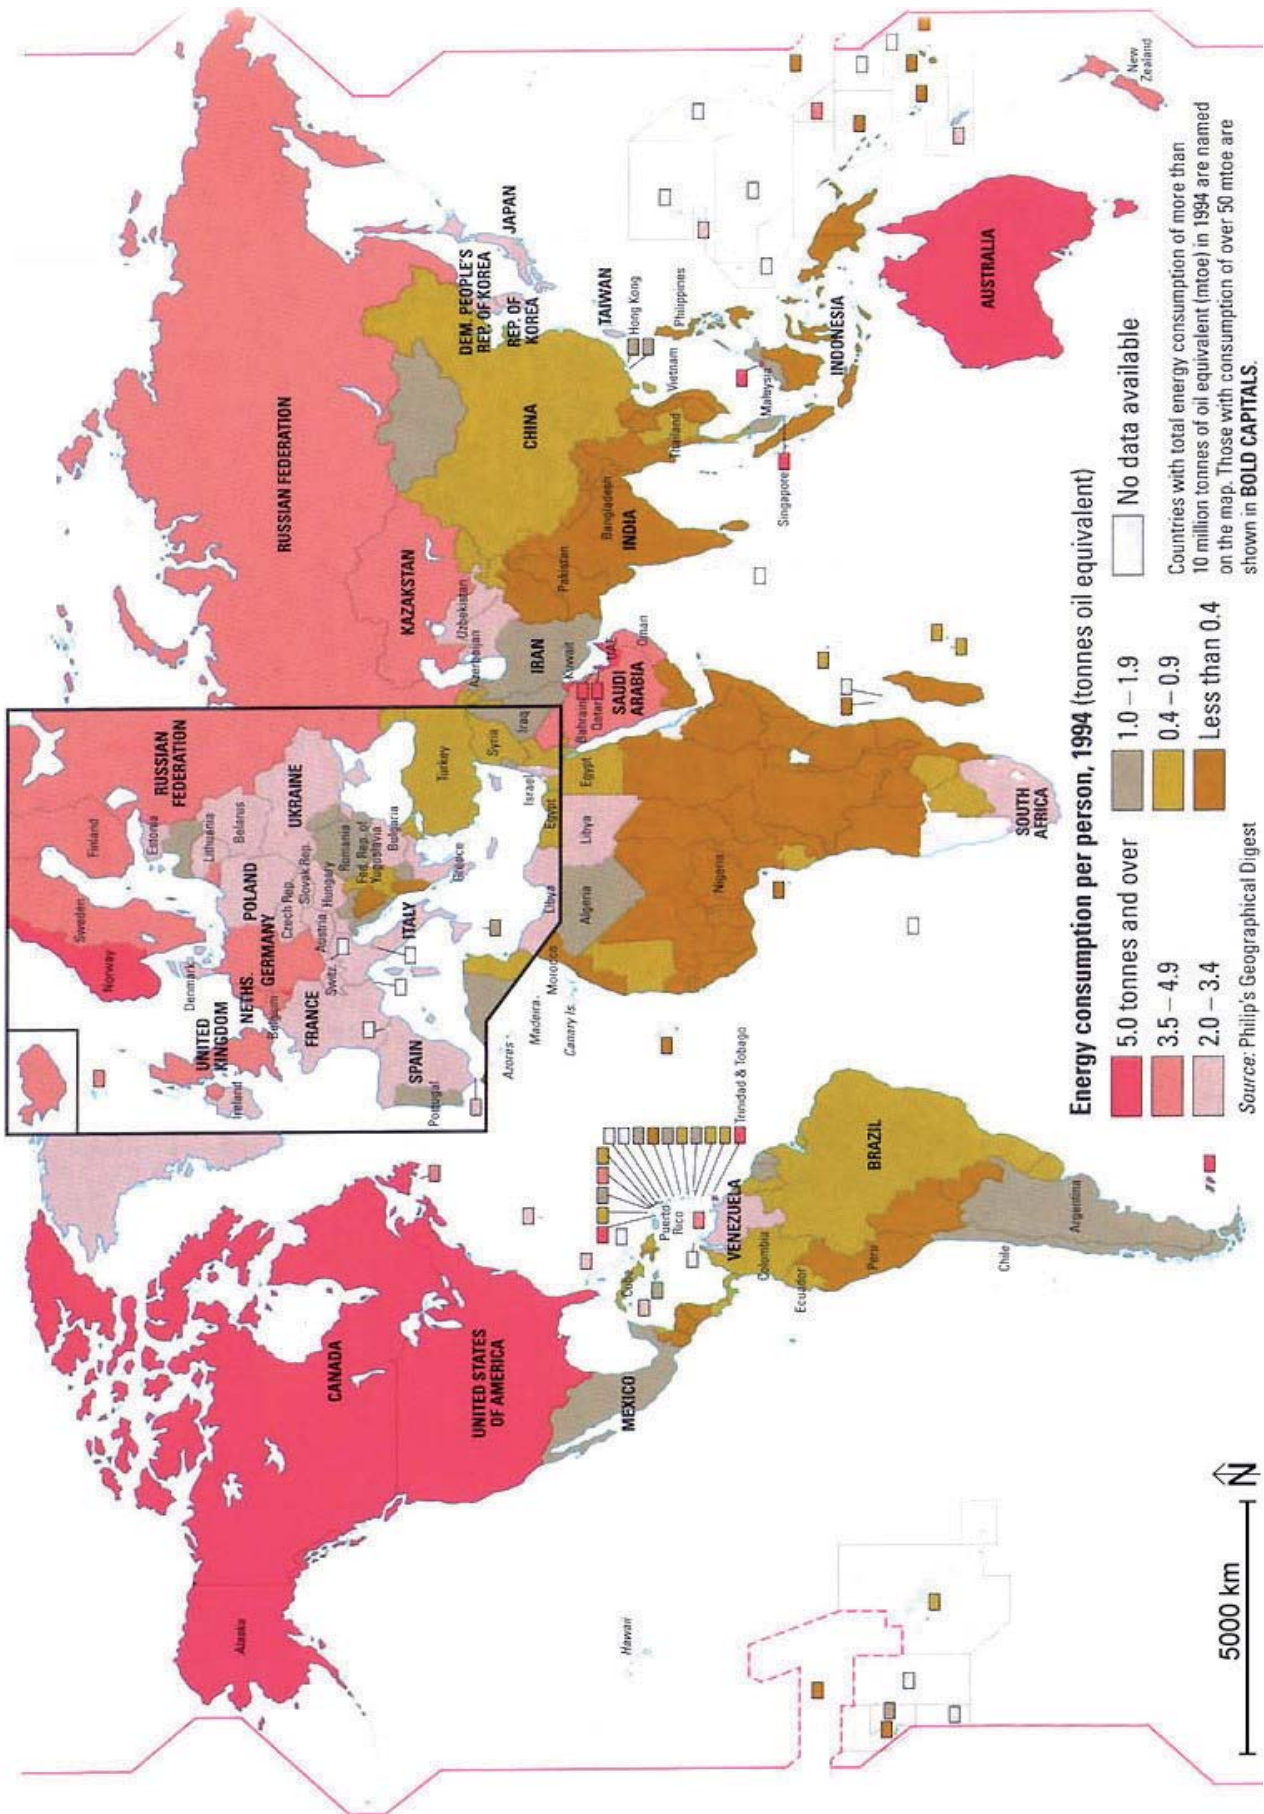 Alaska
CANADA
UNITED STATES
OF AMERICA
MEXICO
Hawaii
Cuba
Puerto
Rico
Trinidad & Tobago
VENEZUELA
Columbia
Ecuador
Peru
BRAZIL
Chile
Argentina
Azores
Madeira
Canary Is.
Norway
Sweden
Finland
Denmark
Estonia
Lithuania
Belarus
RUSSIAN
FEDERATION
UNITED
KINGDOM
Ireland
NETHS.
Belgium
GERMANY
POLAND
Czech Rep.
Slovak Rep.
UKRAINE
FRANCE
Switz.
Austria
Hungary
Romania
Fed. Rep. of
Yugoslavia
Bulgaria
ITALY
Greece
SPAIN
Portugal
Turkey
Syria
Israel
Egypt
Libya
Morocco
Algeria
Libya
Egypt
Nigeria
SOUTH
AFRICA
RUSSIAN FEDERATION
KAZAKSTAN
Uzbekistan
Azerbaijan
IRAN
Iraq
Kuwait
Bahrain
Qatar
UAE
SAUDI
ARABIA
Oman
Pakistan
INDIA
Bangladesh
CHINA
DEM. PEOPLE'S
REP. OF KOREA
REP. OF
KOREA
JAPAN
TAIWAN
Hong Kong
Vietnam
Philippines
Thailand
Malaysia
Singapore
INDONESIA
AUSTRALIA
New
Zealand
5000 km
N
Energy consumption per person, 1994 (tonnes oil equivalent)
5.0 tonnes and over
3.5 – 4.9
2.0 – 3.4
1.0 – 1.9
0.4 – 0.9
Less than 0.4
No data available
Source: Philip's Geographical Digest
Countries with total energy consumption of more than
10 million tonnes of oil equivalent (mtoe) in 1994 are named
on the map. Those with consumption of over 50 mtoe are
shown in BOLD CAPITALS.